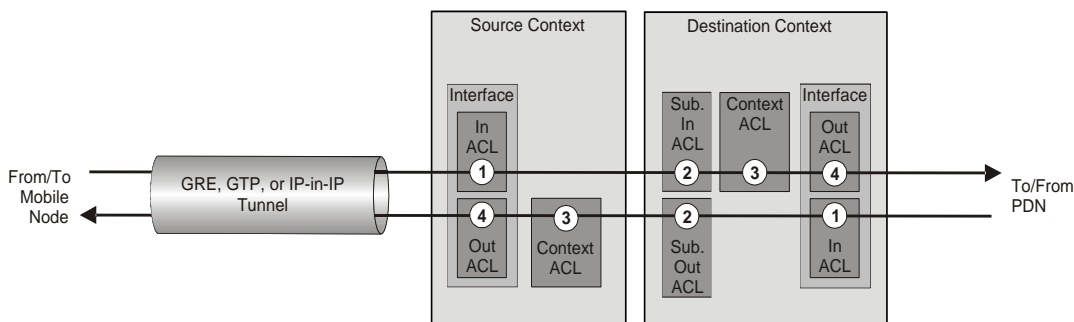 Source Context
Destination Context
Interface
In
ACL
1
Sub.
In
ACL
2
Context
ACL
3
Interface
Out
ACL
4
From/To
Mobile
Node
GRE, GTP, or IP-in-IP
Tunnel
To/From
PDN
4
Out
ACL
3
Context
ACL
2
Sub.
Out
ACL
1
In
ACL